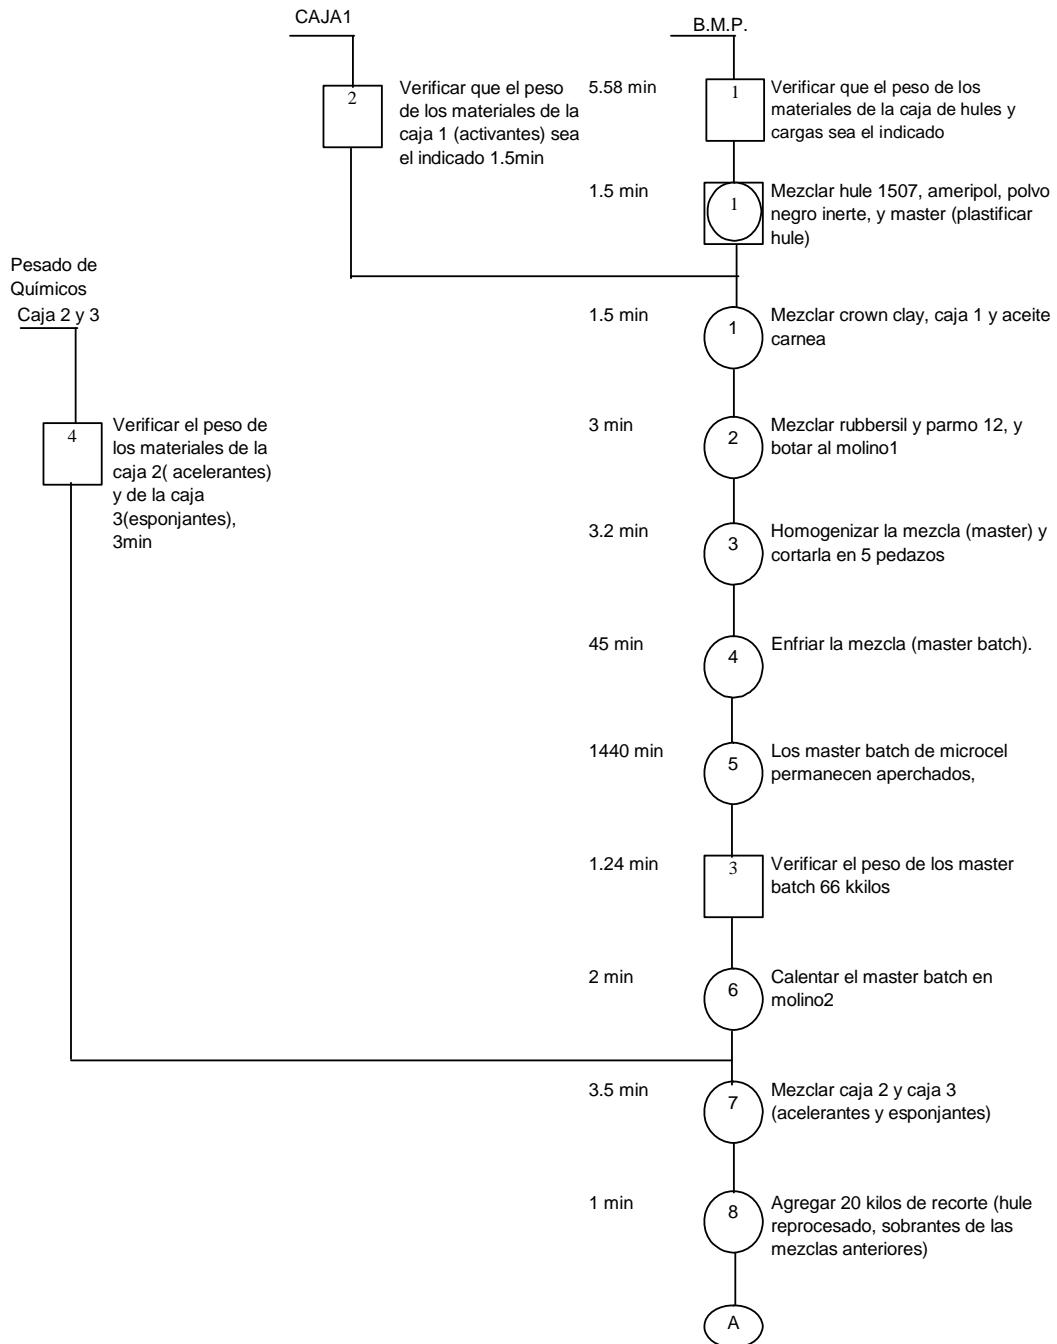 CAJA1
B.M.P.
2
Verificar que el peso
de los materiales de la
caja 1 (activantes) sea
el indicado 1.5min
5.58 min
1
Verificar que el peso de los
materiales de la caja de hules y
cargas sea el indicado
1.5 min
1
Mezclar hule 1507, ameripol, polvo
negro inerte, y master (plastificar
hule)
Pesado de
Químicos
Caja 2 y 3
1.5 min
1
Mezclar crown clay, caja 1 y aceite
carnea
4
Verificar el peso de
los materiales de la
caja 2( acelerantes)
y de la caja
3(esponjantes),
3min
3 min
2
Mezclar rubbersil y parmo 12, y
botar al molino1
3.2 min
3
Homogenizar la mezcla (master) y
cortarla en 5 pedazos
45 min
4
Enfriar la mezcla (master batch).
1440 min
5
Los master batch de microcel
permanecen aperchados,
1.24 min
3
Verificar el peso de los master
batch 66 kkilos
2 min
6
Calentar el master batch en
molino2
3.5 min
7
Mezclar caja 2 y caja 3
(acelerantes y esponjantes)
1 min
8
Agregar 20 kilos de recorte (hule
reprocesado, sobrantes de las
mezclas anteriores)
A